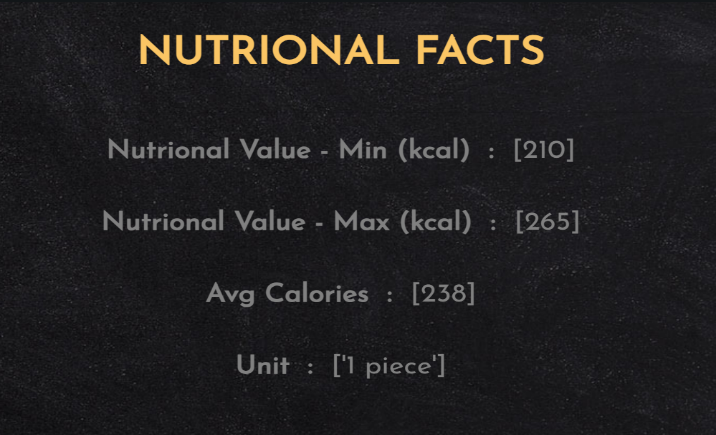 NUTRIONAL FACTS
Nutrional Value - Min (kcal) : [210]
Nutrional Value - Max (kcal) : [265]
Avg Calories : [238]
Unit : ['1 piece']